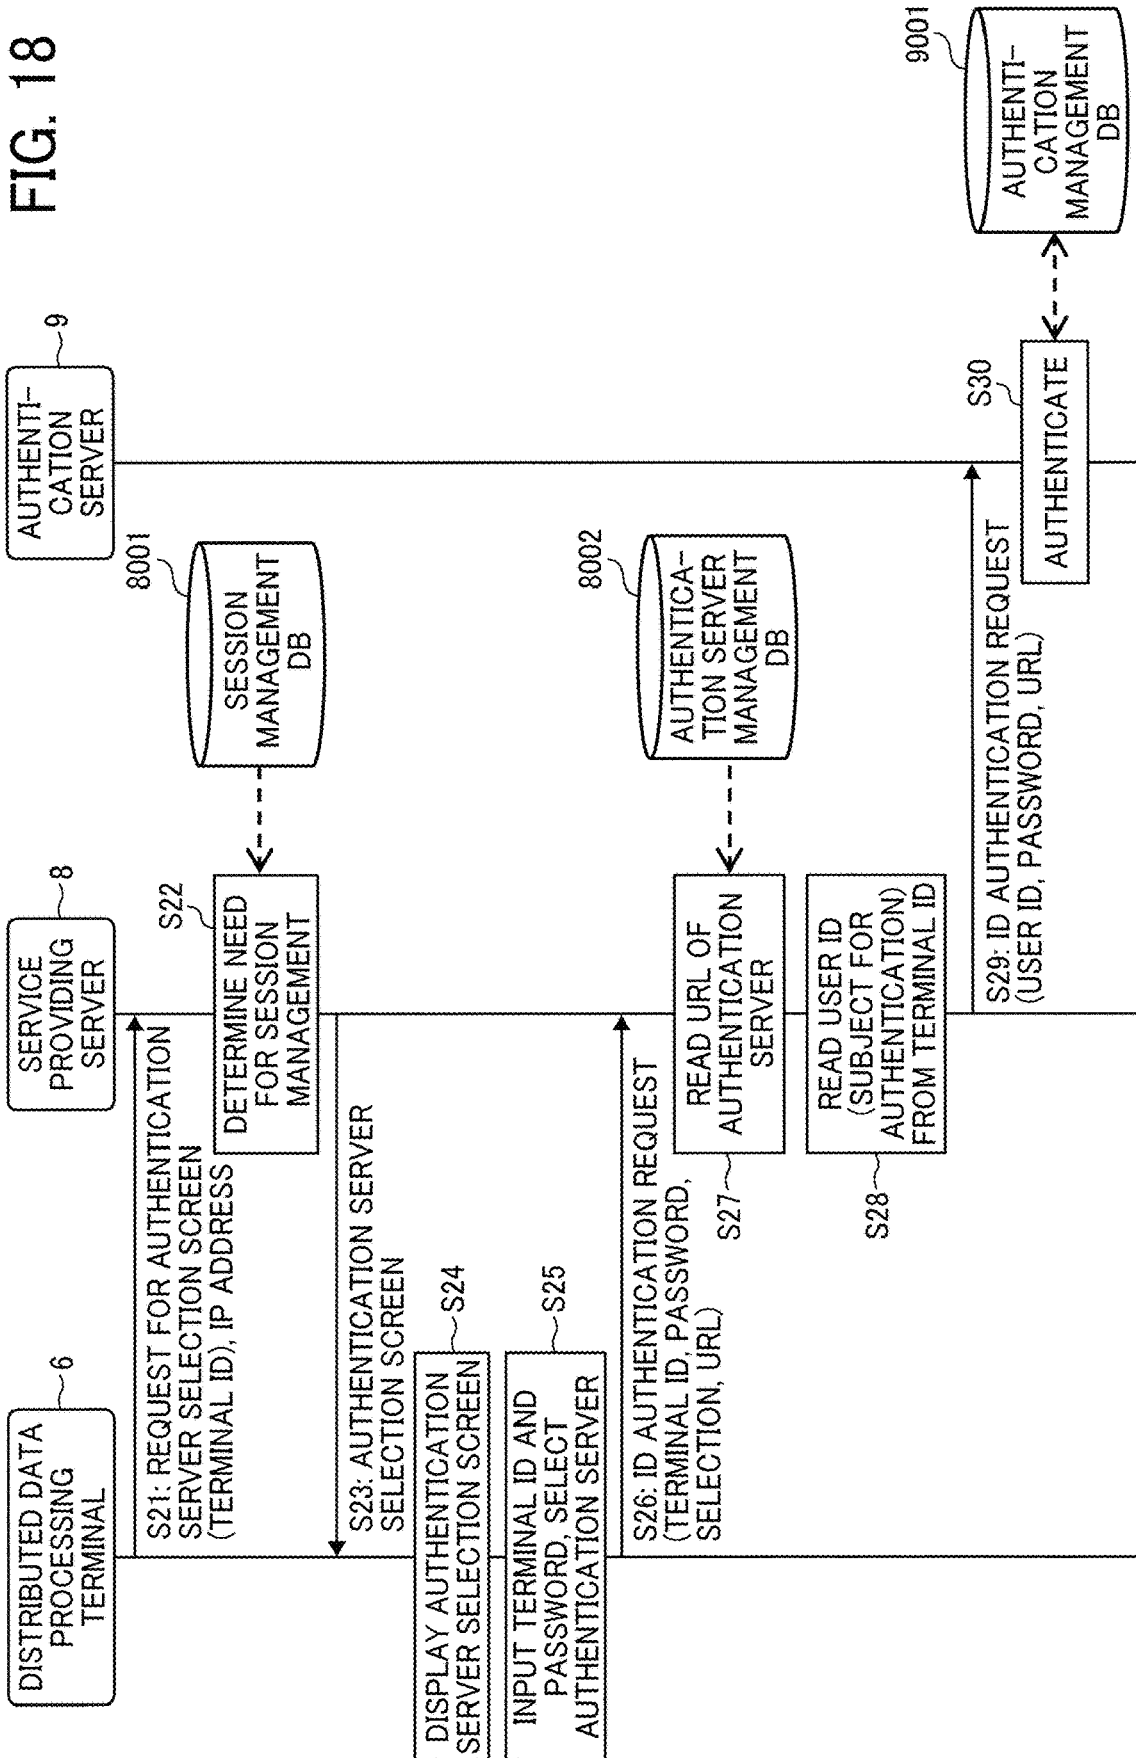 FIG. 18
DISTRIBUTED DATA
PROCESSING
TERMINAL
6
SERVICE
PROVIDING
SERVER
8
AUTHENTI-
CATION
SERVER
9
S21: REQUEST FOR AUTHENTICATION
SERVER SELECTION SCREEN
(TERMINAL ID), IP ADDRESS
S22
DETERMINE NEED
FOR SESSION
MANAGEMENT
8001
SESSION
MANAGEMENT
DB
S23: AUTHENTICATION SERVER
SELECTION SCREEN
DISPLAY AUTHENTICATION
SERVER SELECTION SCREEN
S24
INPUT TERMINAL ID AND
PASSWORD, SELECT
AUTHENTICATION SERVER
S25
S26: ID AUTHENTICATION REQUEST
(TERMINAL ID, PASSWORD,
SELECTION, URL)
READ URL OF
AUTHENTICATION
SERVER
S27
8002
AUTHENTICA-
TION SERVER
MANAGEMENT
DB
READ USER ID
(SUBJECT FOR
AUTHENTICATION)
FROM TERMINAL ID
S28
S29: ID AUTHENTICATION REQUEST
(USER ID, PASSWORD, URL)
S30
AUTHENTICATE
9001
AUTHENTI-
CATION
MANAGEMENT
DB